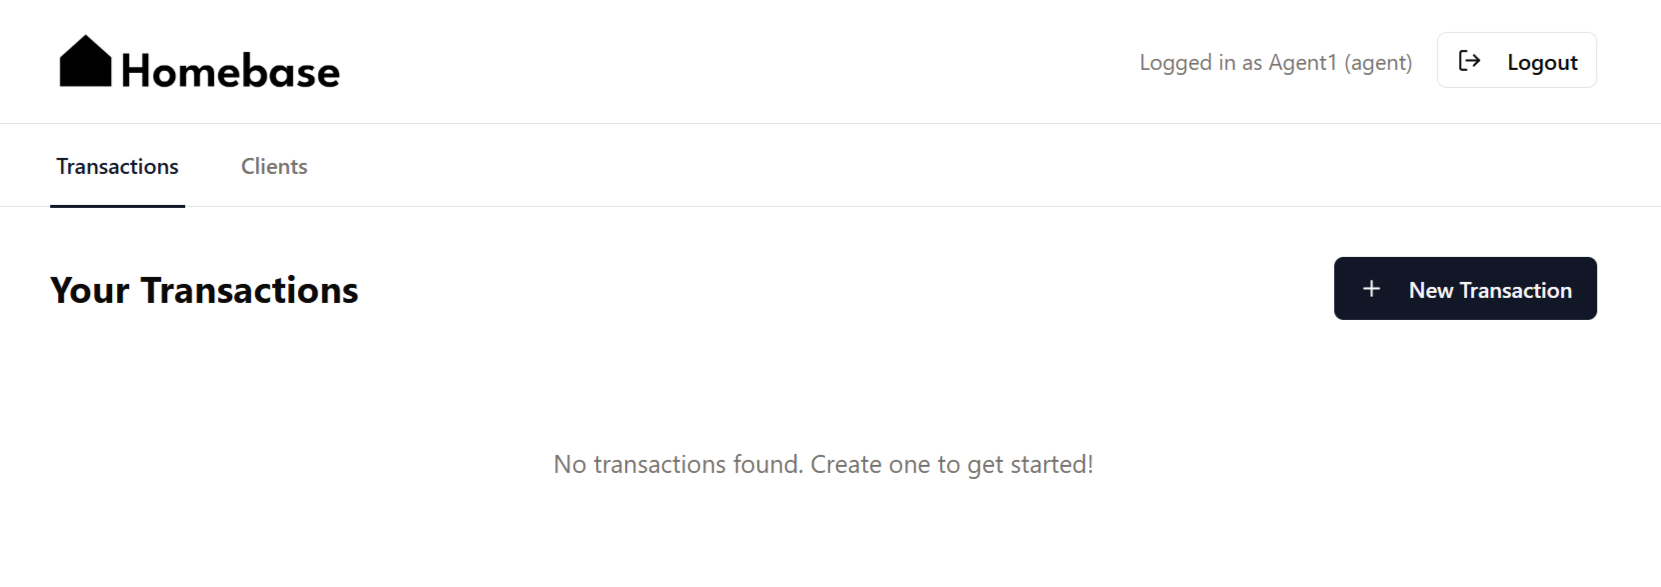 Homebase
Logged in as Agent1 (agent)
Logout
Transactions
Clients
Your Transactions
+ New Transaction
No transactions found. Create one to get started!